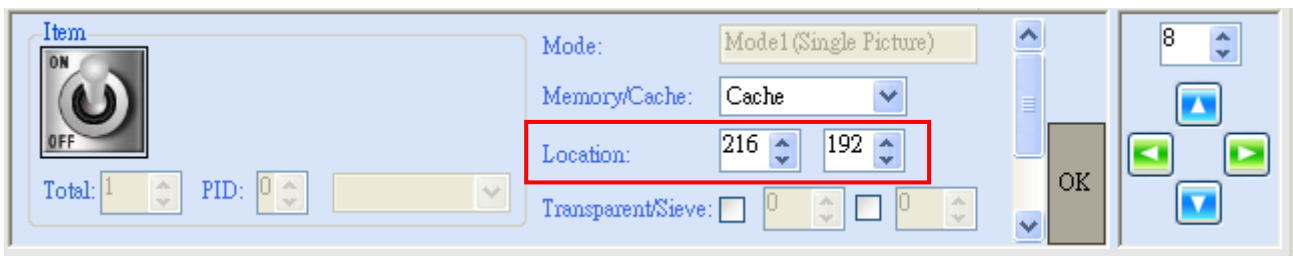 Item
ON
OFF
Total: 1 PID: 0
Mode: Mode1(Single Picture)
Memory/Cache: Cache
Location: 216 192
Transparent/Sieve: 0 0
OK
8